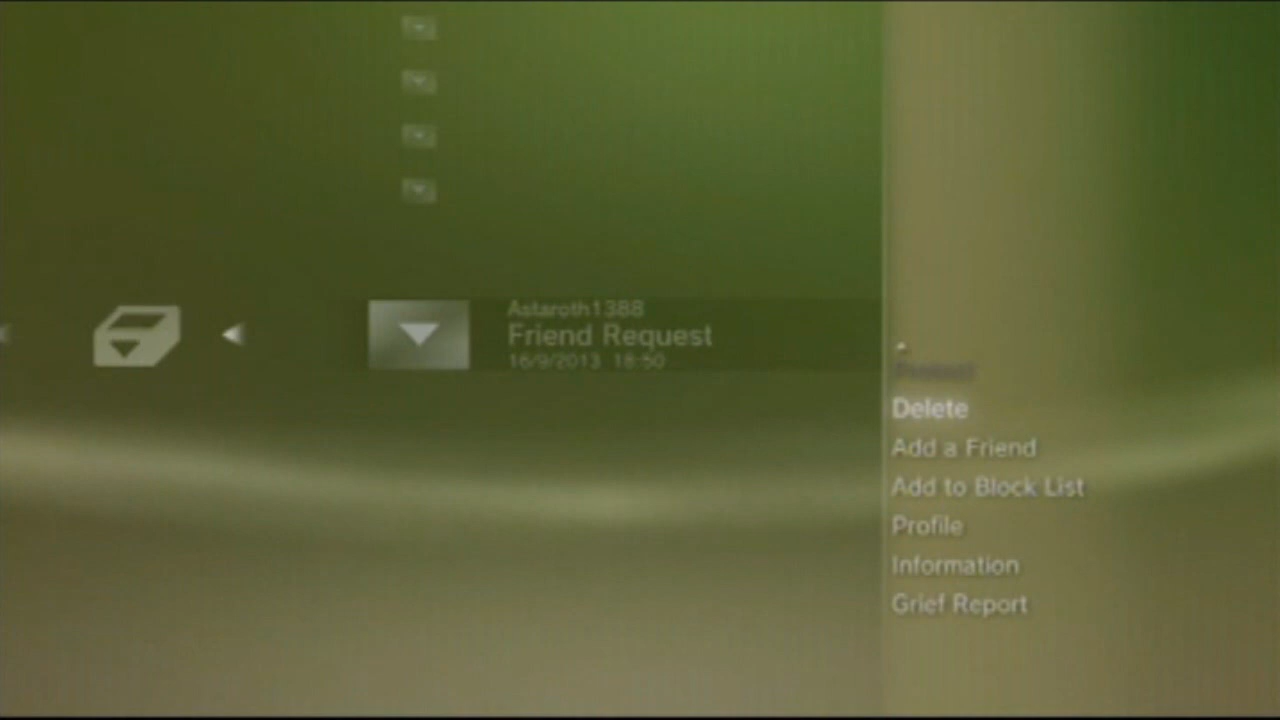 Astaroth1388
Friend Request
16/9/2013 18:50
Delete
Add a Friend
Add to Block List
Profile
Information
Grief Report